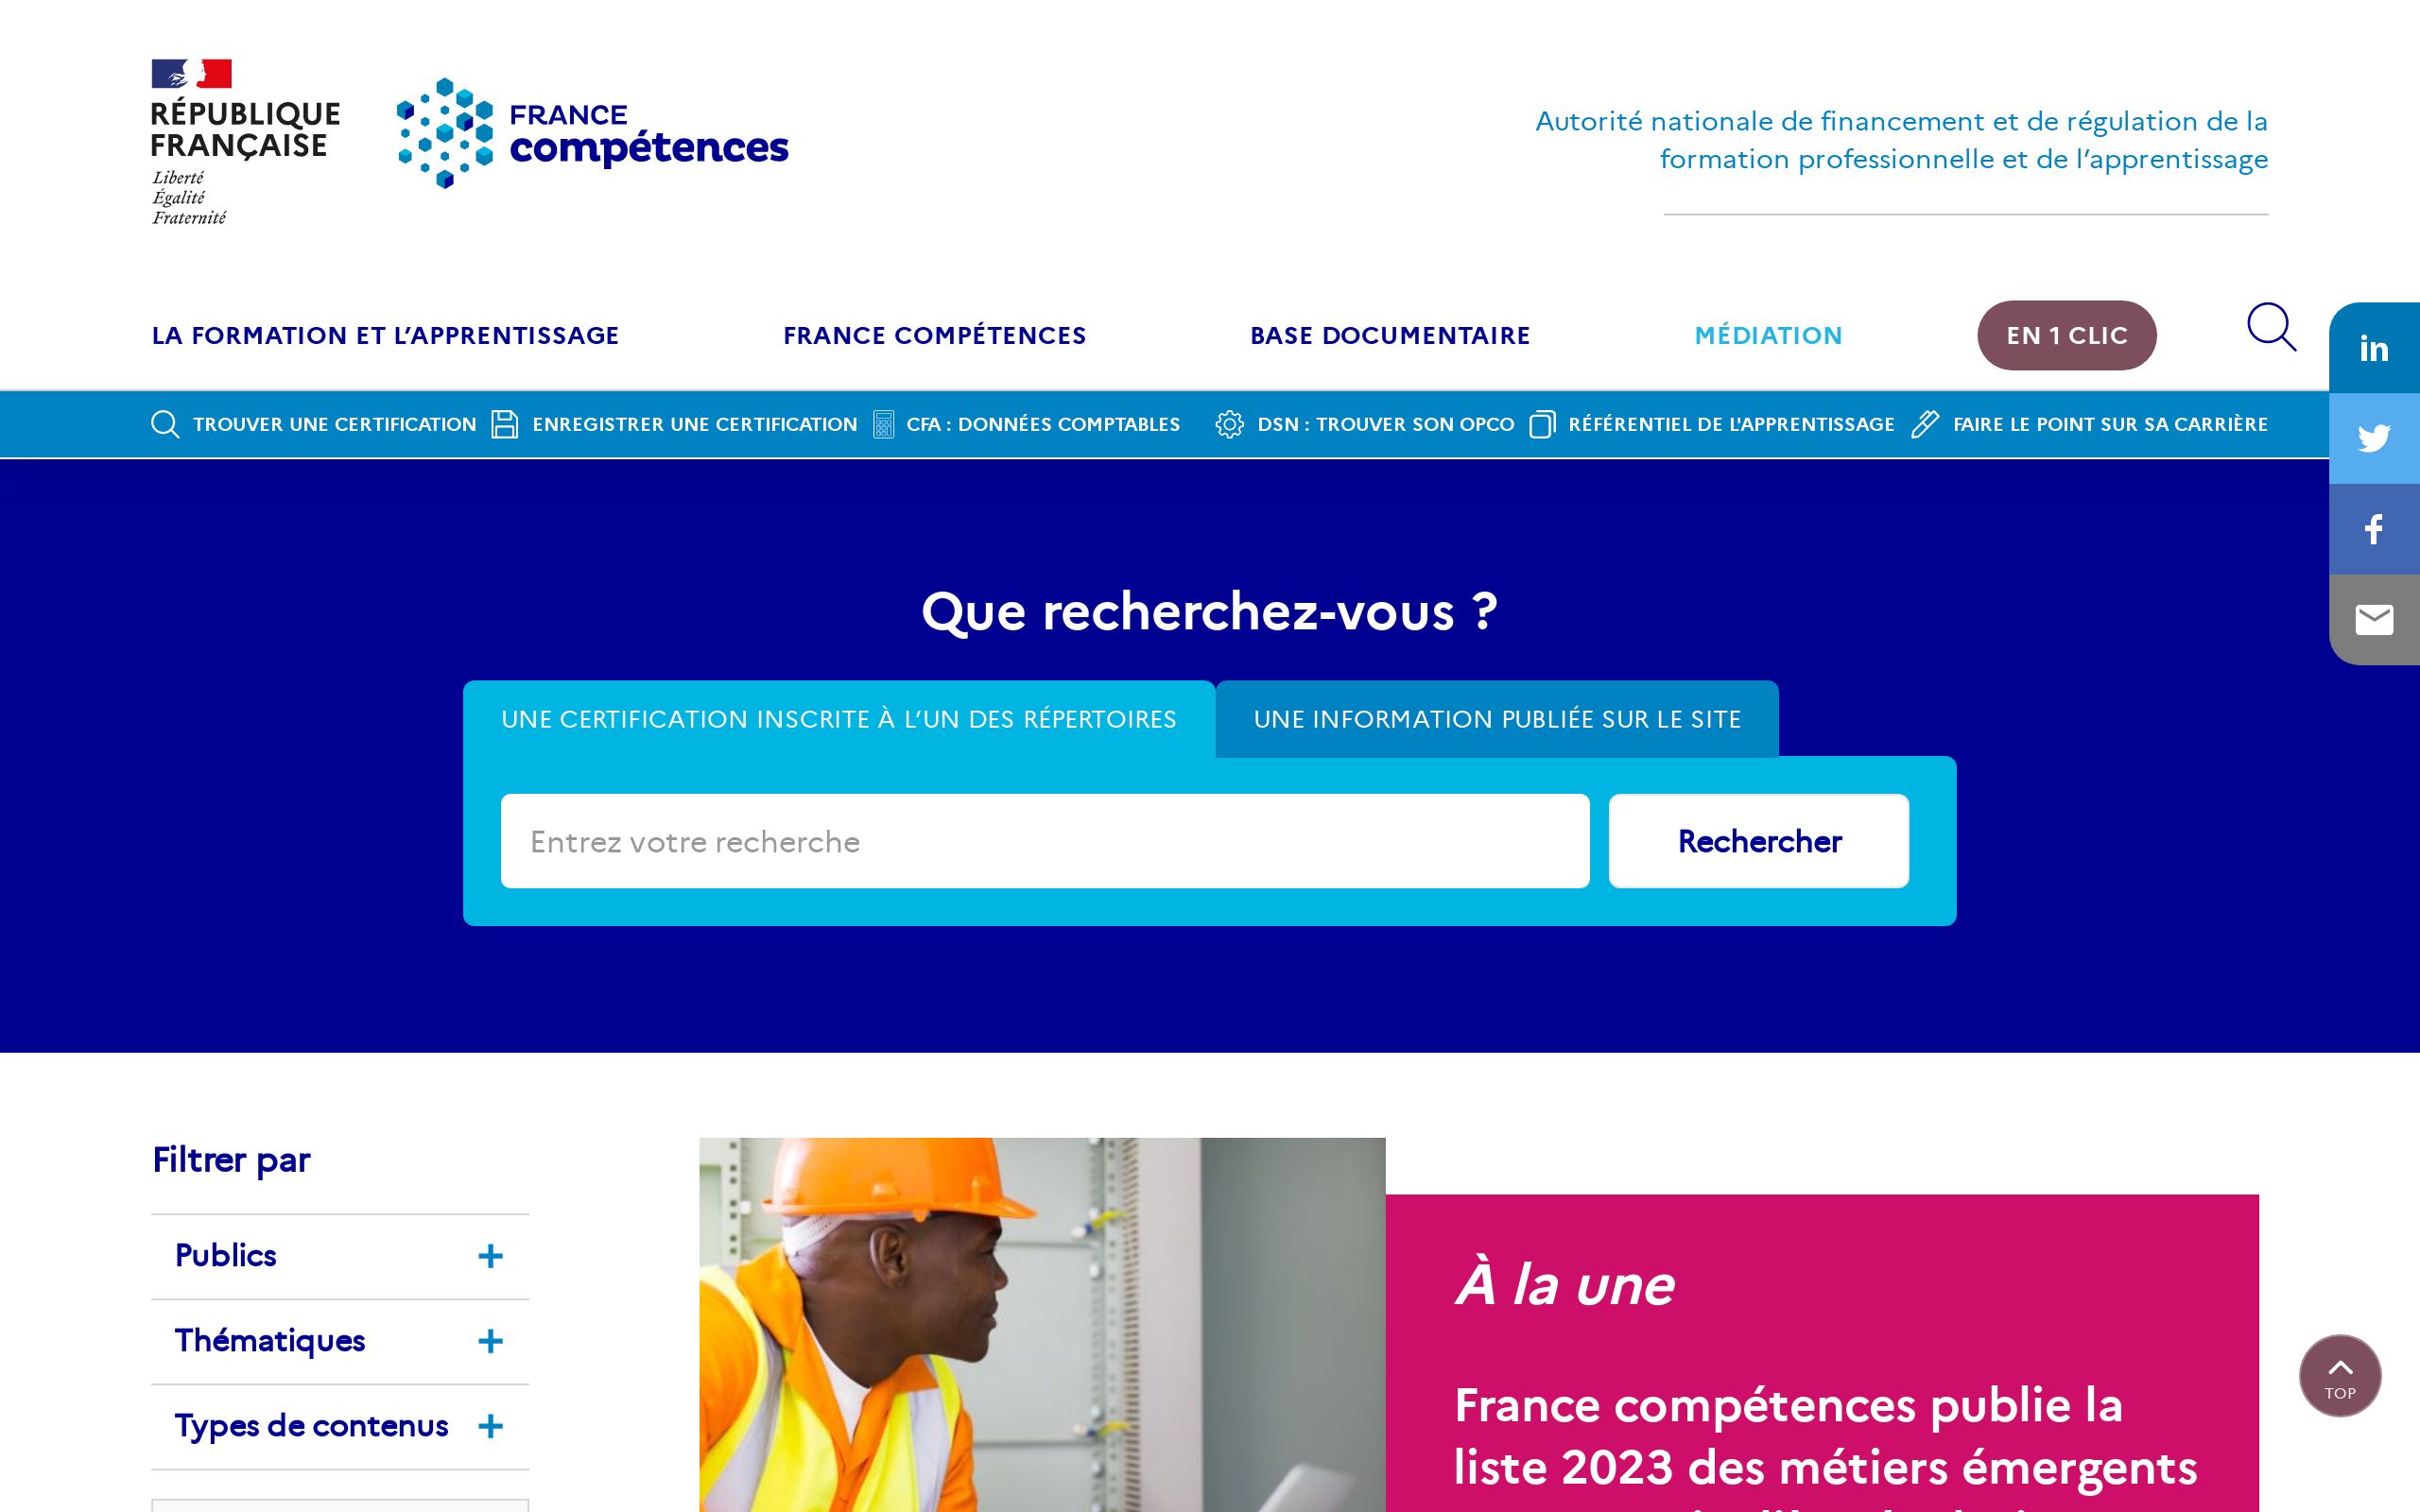 RÉPUBLIQUE
FRANÇAISE
Liberté
Égalité
Fraternité
FRANCE
compétences
Autorité nationale de financement et de régulation de la
formation professionnelle et de l’apprentissage
LA FORMATION ET L’APPRENTISSAGE
FRANCE COMPÉTENCES
BASE DOCUMENTAIRE
MÉDIATION
EN 1 CLIC
TROUVER UNE CERTIFICATION
ENREGISTRER UNE CERTIFICATION
CFA : DONNÉES COMPTABLES
DSN : TROUVER SON OPCO
RÉFÉRENTIEL DE L'APPRENTISSAGE
FAIRE LE POINT SUR SA CARRIÈRE
in
Que recherchez-vous ?
UNE CERTIFICATION INSCRITE À L’UN DES RÉPERTOIRES
UNE INFORMATION PUBLIÉE SUR LE SITE
Entrez votre recherche
Rechercher
Filtrer par
Publics
Thématiques
Types de contenus
À la une
France compétences publie la
liste 2023 des métiers émergents
TOP